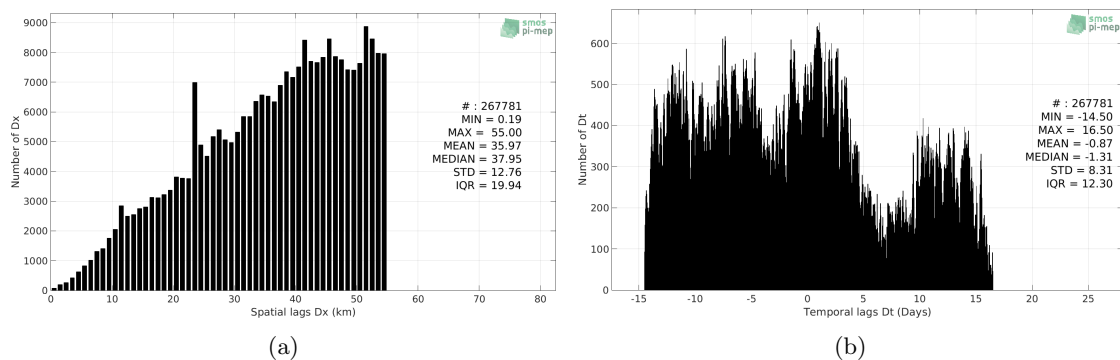 9000
8000
7000
6000
5000
4000
3000
2000
1000
0
Number of Dx
0 10 20 30 40 50 60 70 80
Spatial lags Dx (km)
smos
pi-mep
# : 267781
MIN = 0.19
MAX = 55.00
MEAN = 35.97
MEDIAN = 37.95
STD = 12.76
IQR = 19.94
(a)
600
500
400
300
200
100
0
Number of Dt
-15 -10 -5 0 5 10 15 20 25
Temporal lags Dt (Days)
smos
pi-mep
# : 267781
MIN = -14.50
MAX = 16.50
MEAN = -0.87
MEDIAN = -1.31
STD = 8.31
IQR = 12.30
(b)